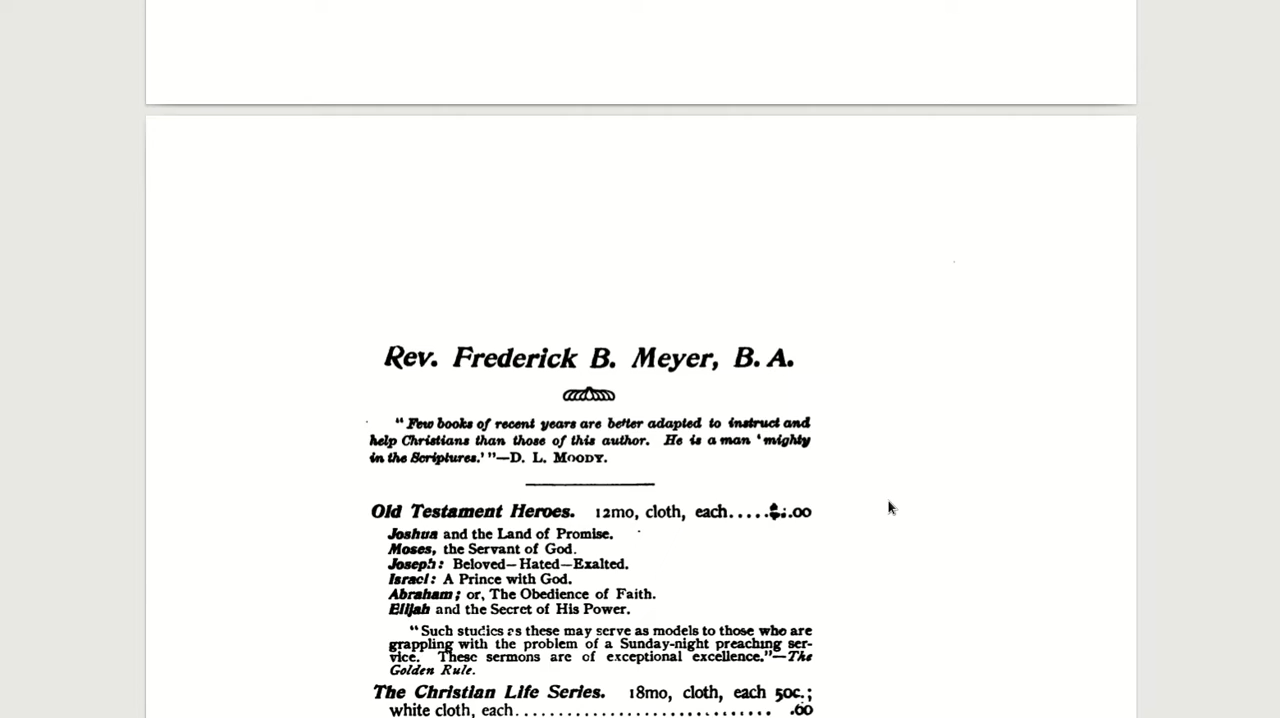 Rev. Frederick B. Meyer, B. A.
"Few books of recent years are better adapted to instruct and
help Christians than those of this author. He is a man 'mighty
in the Scriptures.'"—D. L. MOODY.
Old Testament Heroes. 12mo, cloth, each.....$1.00
Joshua and the Land of Promise.
Moses, the Servant of God.
Joseph: Beloved—Hated—Exalted.
Israel: A Prince with God.
Abraham; or, The Obedience of Faith.
Elijah and the Secret of His Power.
"Such studies as these may serve as models to those who are
grappling with the problem of a Sunday-night preaching ser-
vice. These sermons are of exceptional excellence."—The
Golden Rule.
The Christian Life Series. 18mo, cloth, each 50c.;
white cloth, each............................ .60